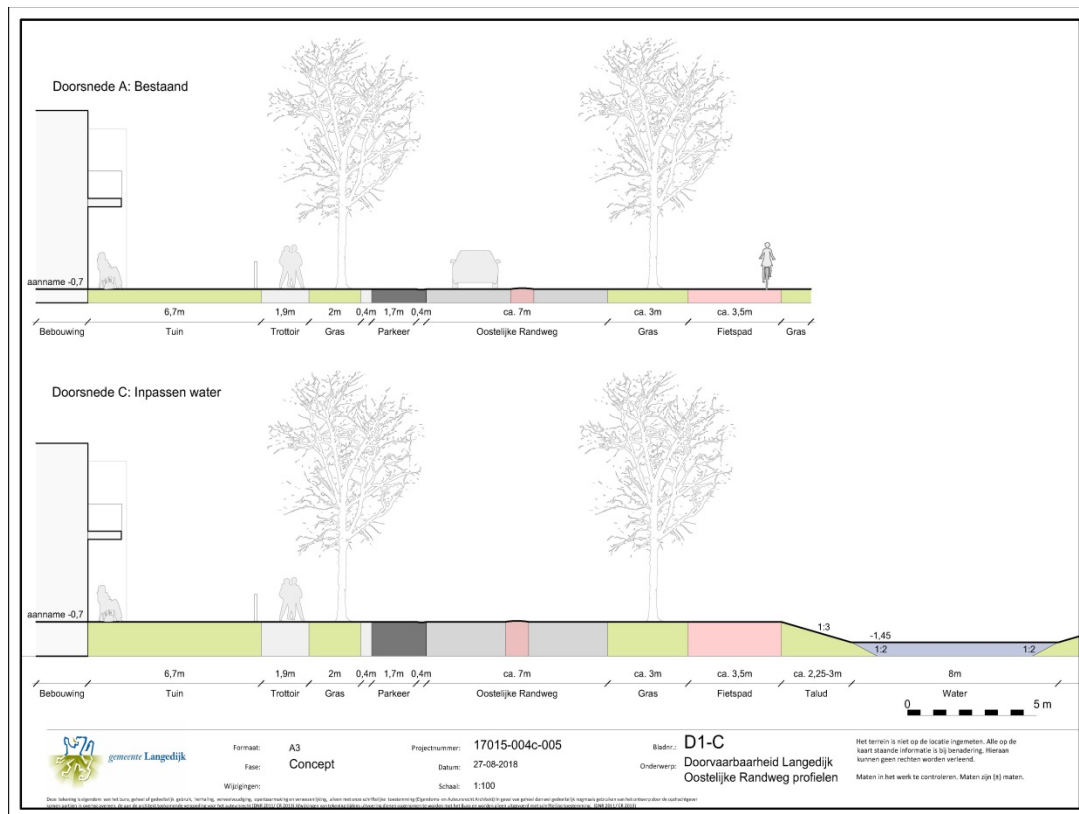 Doorsnede A: Bestaand
aanname -0,7
6,7m 1,9m 2m 0,4m 1,7m 0,4m ca. 7m ca. 3m ca. 3,5m
Bebouwing Tuin Trottoir Gras Parkeer Oostelijke Randweg Gras Fietspad Gras
Doorsnede C: Inpassen water
aanname -0,7
1:3
-1,45
1:2 1:2
6,7m 1,9m 2m 0,4m 1,7m 0,4m ca. 7m ca. 3m ca. 3,5m ca. 2,25-3m 8m
Bebouwing Tuin Trottoir Gras Parkeer Oostelijke Randweg Gras Fietspad Talud Water
0 5 m
gemeente Langedijk
Formaat: A3
Fase: Concept
Wijzigingen:
Projectnummer: 17015-004c-005
Datum: 27-08-2018
Schaal: 1:100
Bladnr.: D1-C
Onderwerp: Doorvaarbaarheid Langedijk
Oostelijke Randweg profielen
Het terrein is niet op de locatie ingemeten. Alle op de
kaart staande informatie is bij benadering. Hieraan
kunnen geen rechten worden verleend.
Maten in het werk te controleren. Maten zijn (±) maten.